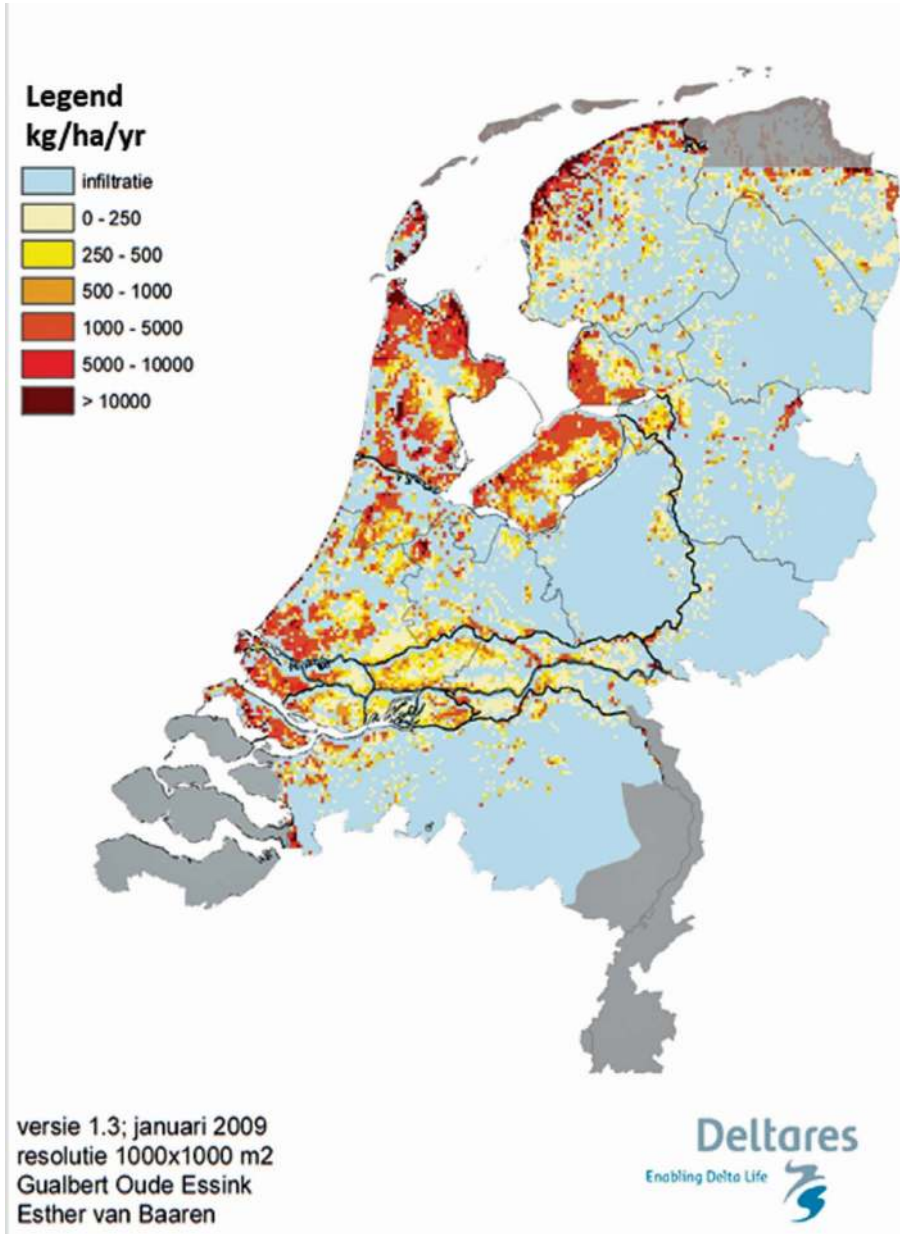 Legend
kg/ha/yr
infiltratie
0 - 250
250 - 500
500 - 1000
1000 - 5000
5000 - 10000
> 10000
versie 1.3; januari 2009
resolutie 1000x1000 m2
Gualbert Oude Essink
Esther van Baaren
Deltares
Enabling Delta Life